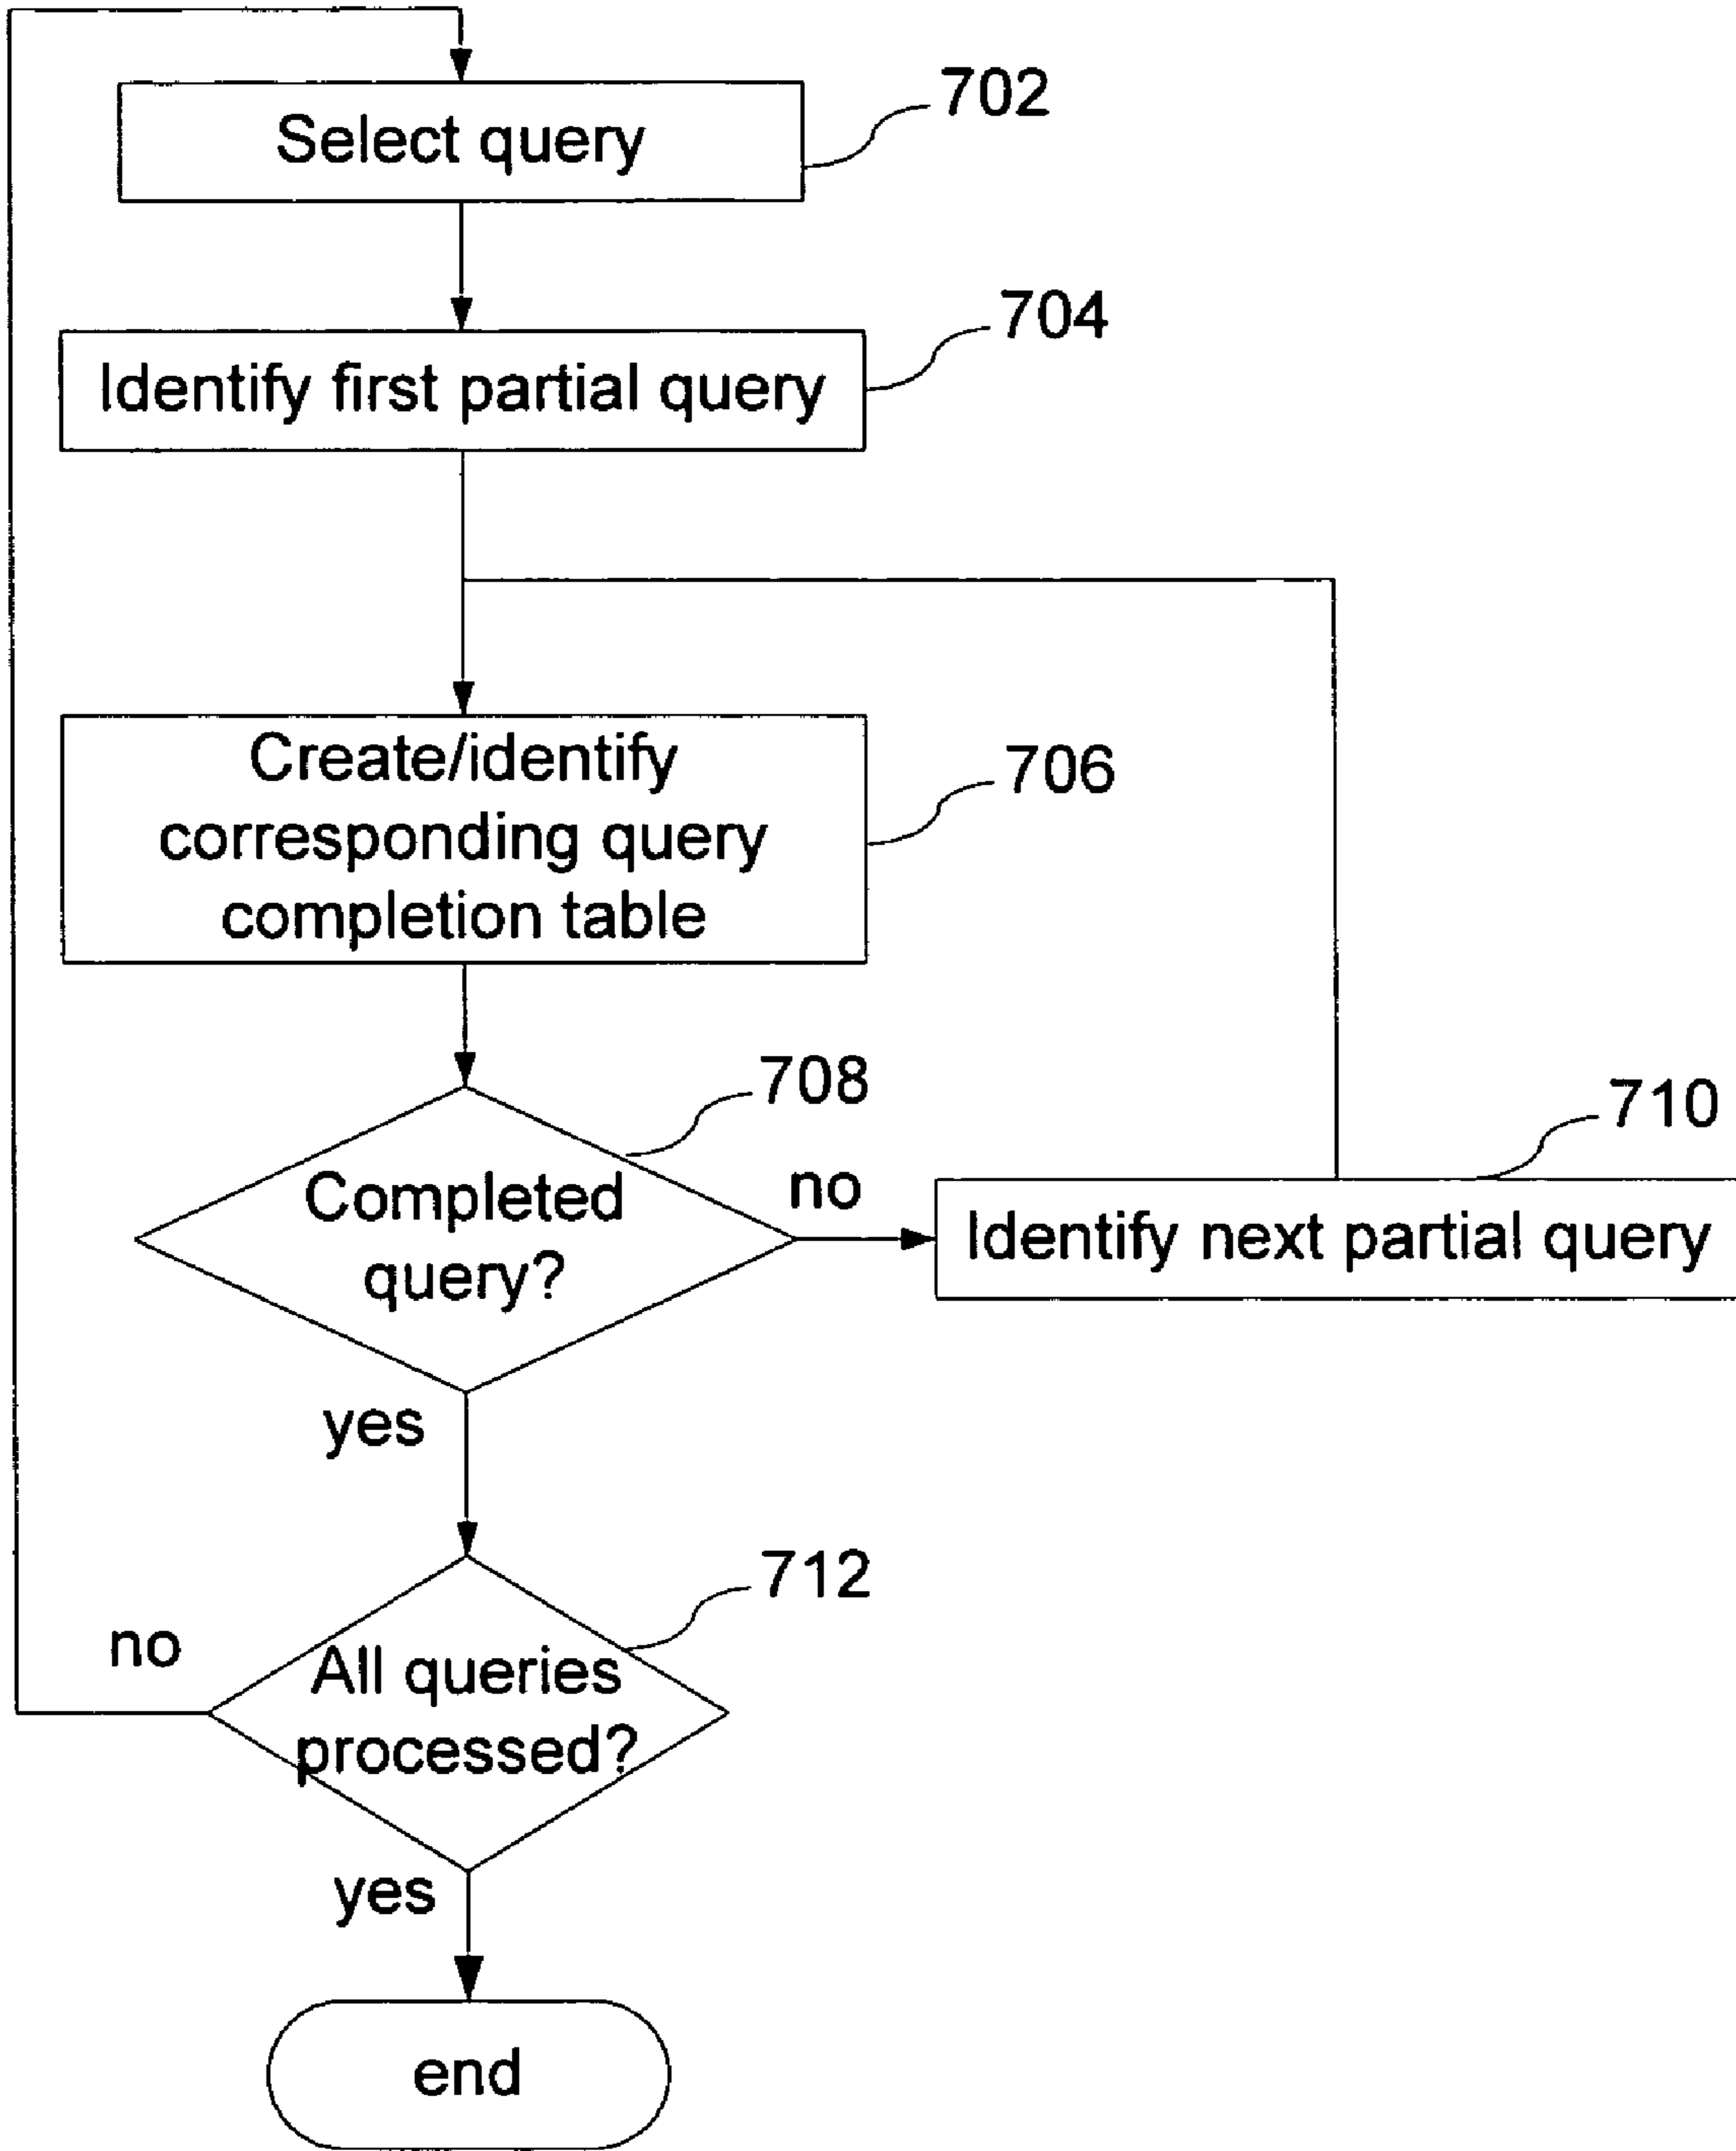 702
Select query
704
Identify first partial query
Create/identify
corresponding query
completion table
706
708
Completed
query?
no
710
Identify next partial query
yes
712
no
All queries
processed?
yes
end